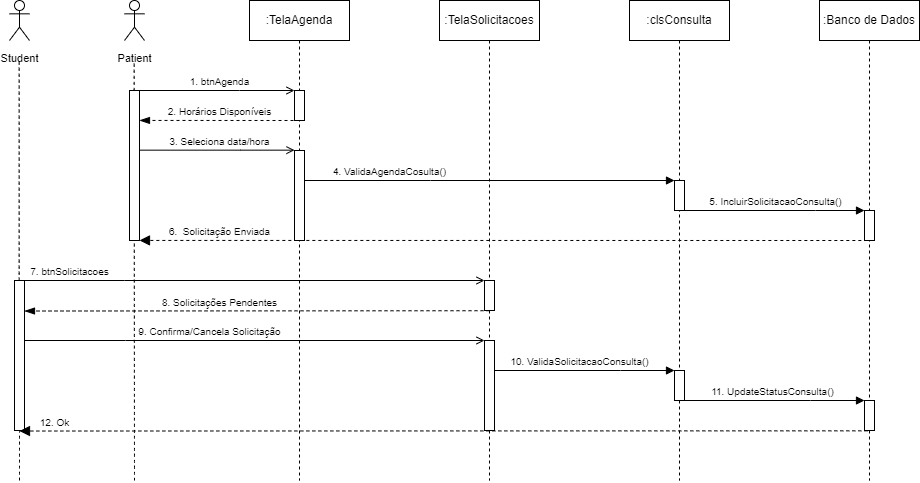 :TelaAgenda
:TelaSolicitacoes
:clsConsulta
:Banco de Dados
Student
Patient
1. btnAgenda
2. Horários Disponíveis
3. Seleciona data/hora
4. ValidaAgendaCosulta()
5. IncluirSolicitacaoConsulta()
6. Solicitação Enviada
7. btnSolicitacoes
8. Solicitações Pendentes
9. Confirma/Cancela Solicitação
10. ValidaSolicitacaoConsulta()
11. UpdateStatusConsulta()
12. Ok